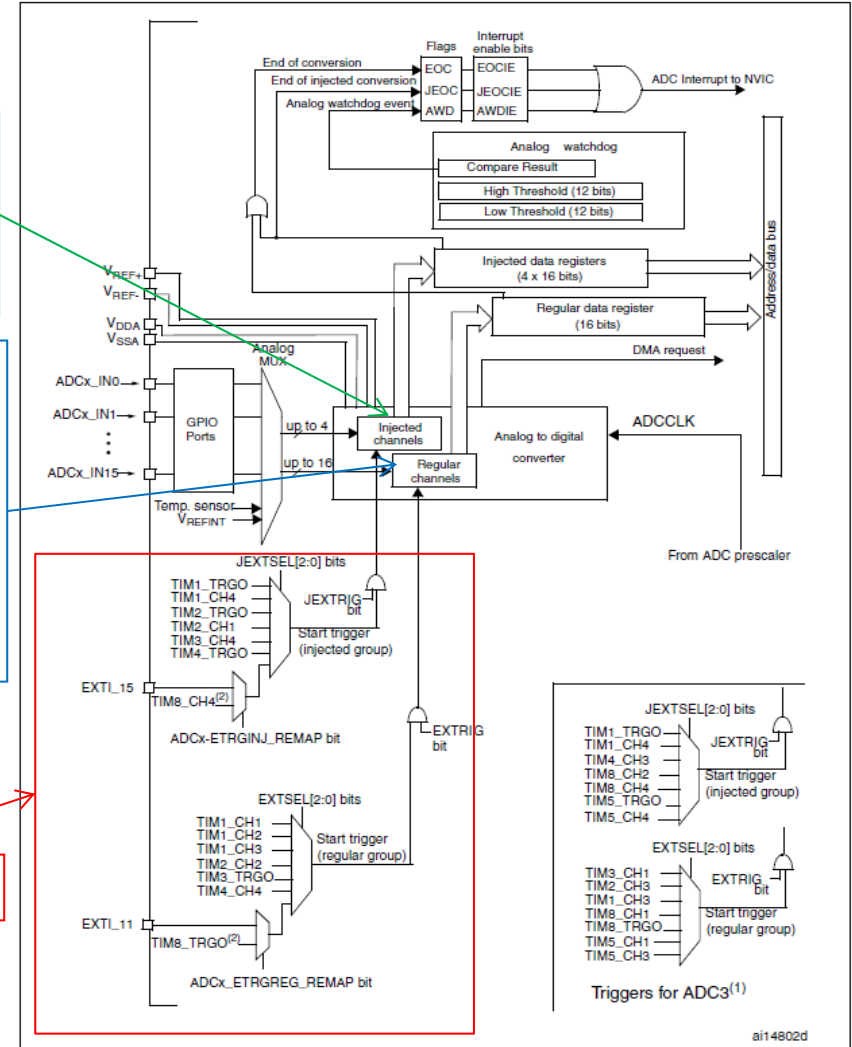 Interrupt
Flags
enable bits
End of conversion
EOC
EOCIE
End of injected conversion
JEOC
JEOCIE
ADC Interrupt to NVIC
Analog watchdog event
AWD
AWDIE
Analog watchdog
Compare Result
High Threshold (12 bits)
Low Threshold (12 bits)
Address/data bus
VREF+
VREF-
VDDA
VSSA
Injected data registers
(4 x 16 bits)
Regular data register
(16 bits)
DMA request
Analog
MUX
ADCx_IN0
ADCx_IN1
ADCx_IN15
GPIO
Ports
up to 4
up to 16
Injected
channels
Regular
channels
Analog to digital
converter
ADCCLK
Temp. sensor
VREFINT
From ADC prescaler
JEXTSEL[2:0] bits
TIM1_TRGO
TIM1_CH4
TIM2_TRGO
TIM2_CH1
TIM3_CH4
TIM4_TRGO
JEXTRIG
bit
Start trigger
(injected group)
EXTI_15
TIM8_CH4(2)
ADCx-ETRGINJ_REMAP bit
EXTRIG
bit
EXTSEL[2:0] bits
TIM1_CH1
TIM1_CH2
TIM1_CH3
TIM2_CH2
TIM3_TRGO
TIM4_CH4
Start trigger
(regular group)
EXTI_11
TIM8_TRGO(2)
ADCx_ETRGREG_REMAP bit
JEXTSEL[2:0] bits
TIM1_TRGO
TIM1_CH4
TIM4_CH3
TIM8_CH2
TIM8_CH4
TIM5_TRGO
TIM5_CH4
JEXTRIG
bit
Start trigger
(injected group)
EXTSEL[2:0] bits
TIM3_CH1
TIM2_CH3
TIM1_CH3
TIM8_CH1
TIM8_TRGO
TIM5_CH1
TIM5_CH3
EXTRIG
bit
Start trigger
(regular group)
Triggers for ADC3(1)
ai14802d